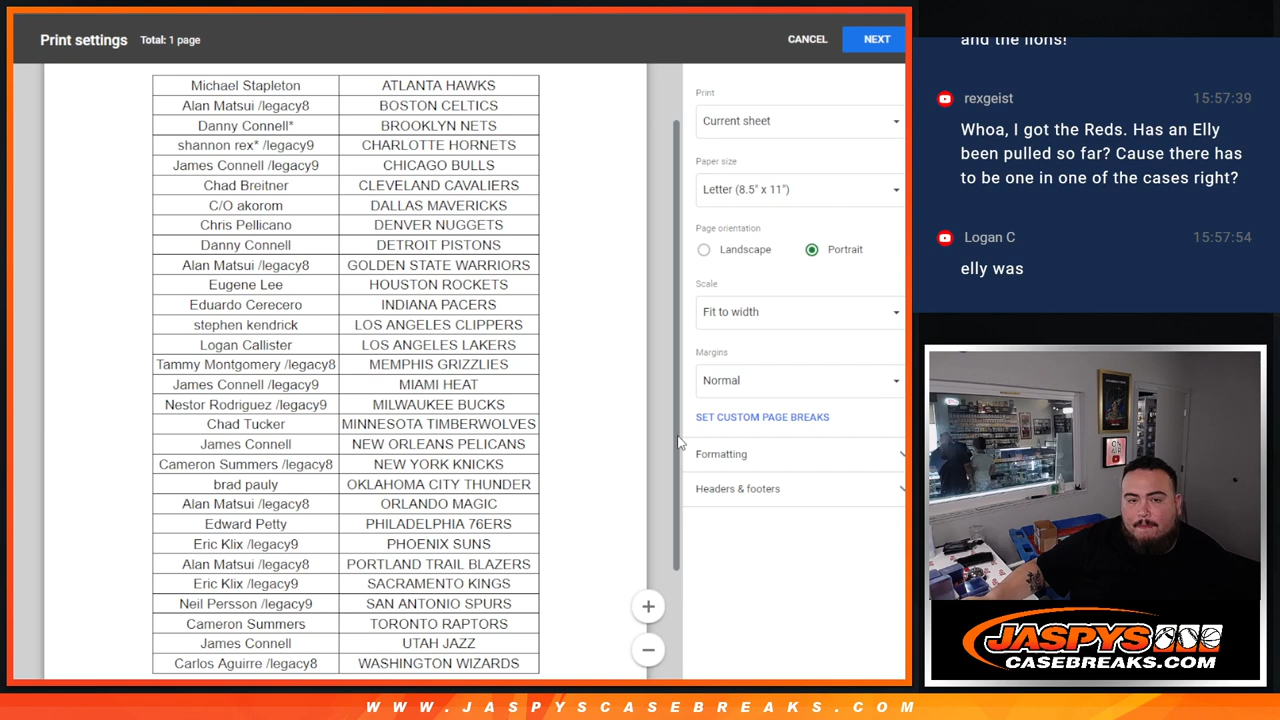 Print settings Total: 1 page CANCEL NEXT
Michael Stapleton ATLANTA HAWKS
Alan Matsui /legacy8 BOSTON CELTICS
Danny Connell* BROOKLYN NETS
shannon rex* /legacy9 CHARLOTTE HORNETS
James Connell /legacy9 CHICAGO BULLS
Chad Breitner CLEVELAND CAVALIERS
C/O akorom DALLAS MAVERICKS
Chris Pellicano DENVER NUGGETS
Danny Connell DETROIT PISTONS
Alan Matsui /legacy8 GOLDEN STATE WARRIORS
Eugene Lee HOUSTON ROCKETS
Eduardo Cerecero INDIANA PACERS
stephen kendrick LOS ANGELES CLIPPERS
Logan Callister LOS ANGELES LAKERS
Tammy Montgomery /legacy8 MEMPHIS GRIZZLIES
James Connell /legacy9 MIAMI HEAT
Nestor Rodriguez /legacy9 MILWAUKEE BUCKS
Chad Tucker MINNESOTA TIMBERWOLVES
James Connell NEW ORLEANS PELICANS
Cameron Summers /legacy8 NEW YORK KNICKS
brad pauly OKLAHOMA CITY THUNDER
Alan Matsui /legacy8 ORLANDO MAGIC
Edward Petty PHILADELPHIA 76ERS
Eric Klix /legacy9 PHOENIX SUNS
Alan Matsui /legacy8 PORTLAND TRAIL BLAZERS
Eric Klix /legacy9 SACRAMENTO KINGS
Neil Persson /legacy9 SAN ANTONIO SPURS
Cameron Summers TORONTO RAPTORS
James Connell UTAH JAZZ
Carlos Aguirre /legacy8 WASHINGTON WIZARDS
Print
Current sheet
Paper size
Letter (8.5" x 11")
Page orientation
Landscape Portrait
Scale
Fit to width
Margins
Normal
SET CUSTOM PAGE BREAKS
Formatting
Headers & footers
and the lions!
rexgeist 15:57:39
Whoa, I got the Reds. Has an Elly
been pulled so far? Cause there has
to be one in one of the cases right?
Logan C 15:57:54
elly was
ON AIR
JASPYS
CASEBREAKS.COM
WWW.JASPYSCASEBREAKS.COM